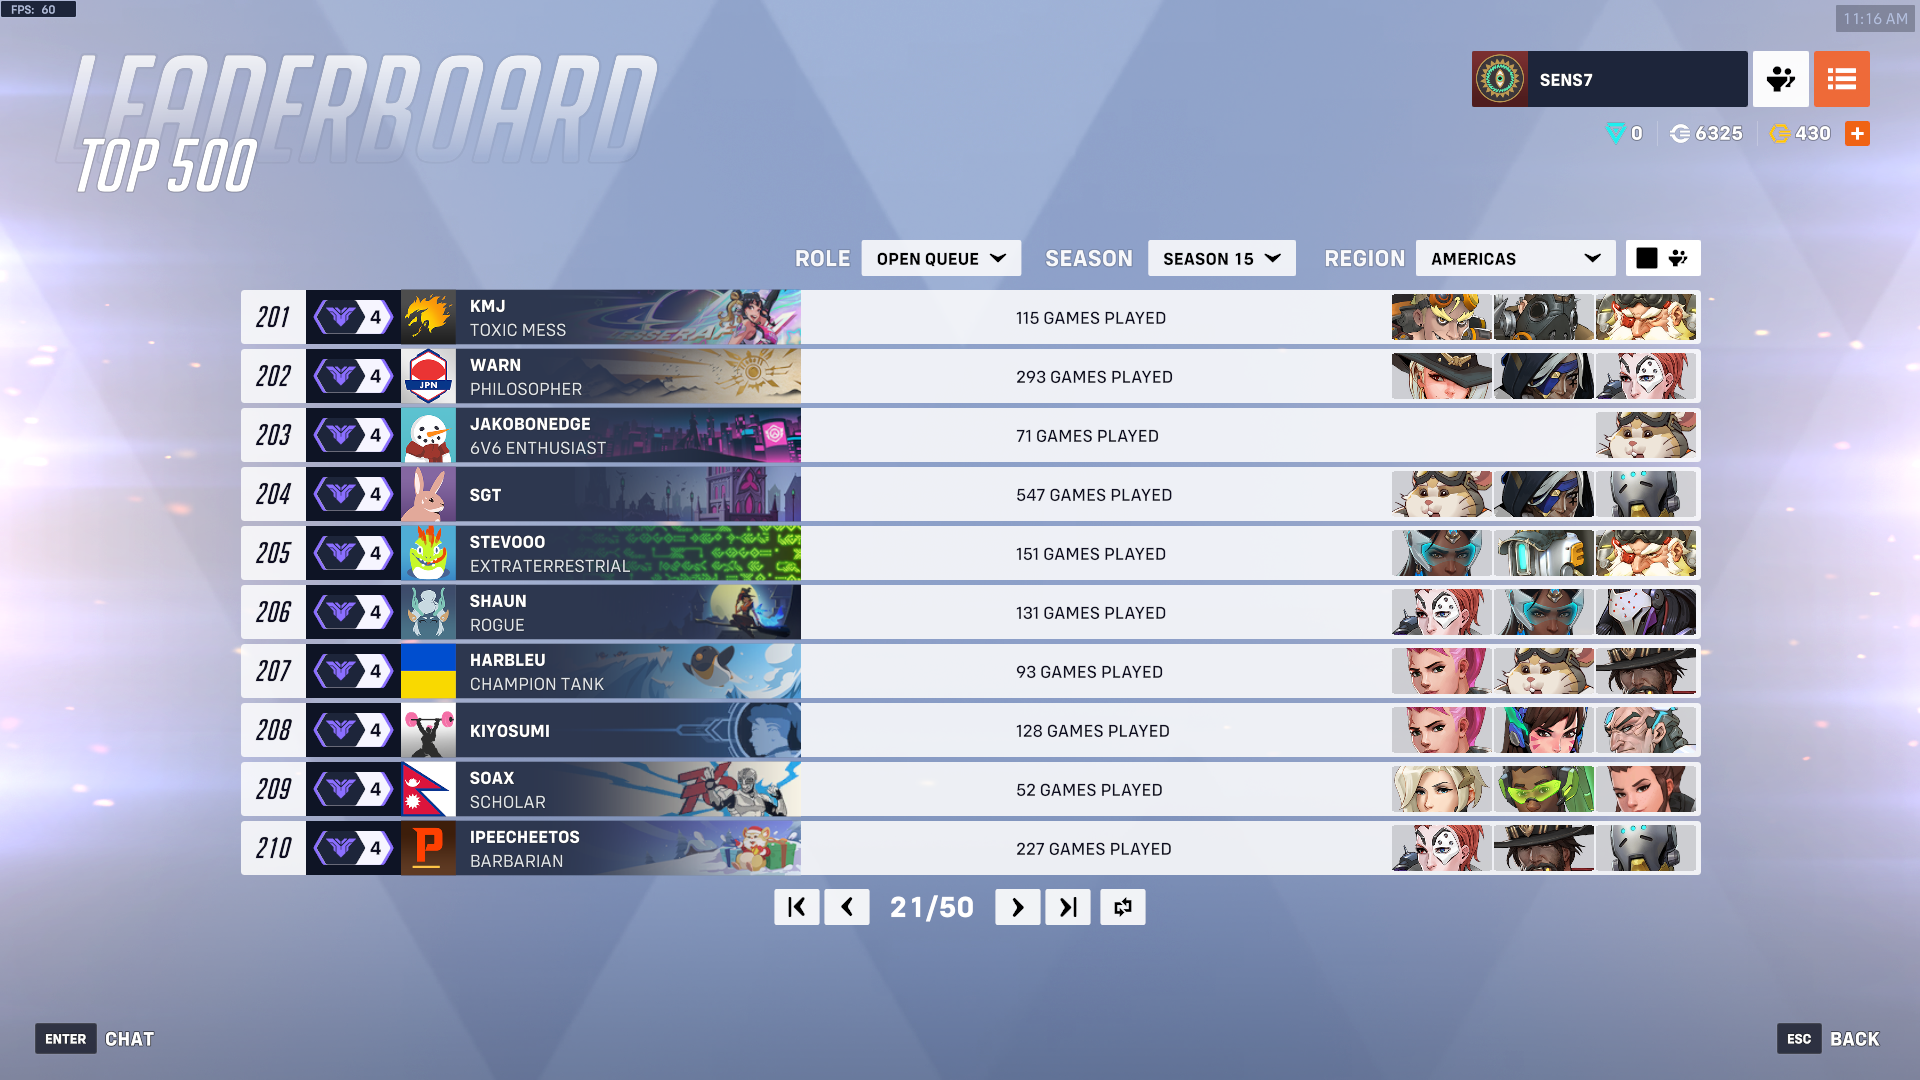 FPS: 60
11:16 AM
LEADERBOARD
TOP 500
SENS7
0 6325 430
ROLE OPEN QUEUE SEASON SEASON 15 REGION AMERICAS
201 4 KMJ
TOXIC MESS
115 GAMES PLAYED
202 4 WARN
PHILOSOPHER
JPN
293 GAMES PLAYED
203 4 JAKOBONEDGE
6V6 ENTHUSIAST
71 GAMES PLAYED
204 4 SGT
547 GAMES PLAYED
205 4 STEVOOO
EXTRATERRESTRIAL
151 GAMES PLAYED
206 4 SHAUN
ROGUE
131 GAMES PLAYED
207 4 HARBLEU
CHAMPION TANK
93 GAMES PLAYED
208 4 KIYOSUMI
128 GAMES PLAYED
209 4 SOAX
SCHOLAR
52 GAMES PLAYED
210 4 IPEECHEETOS
BARBARIAN
P
227 GAMES PLAYED
21/50
ENTER CHAT
ESC BACK